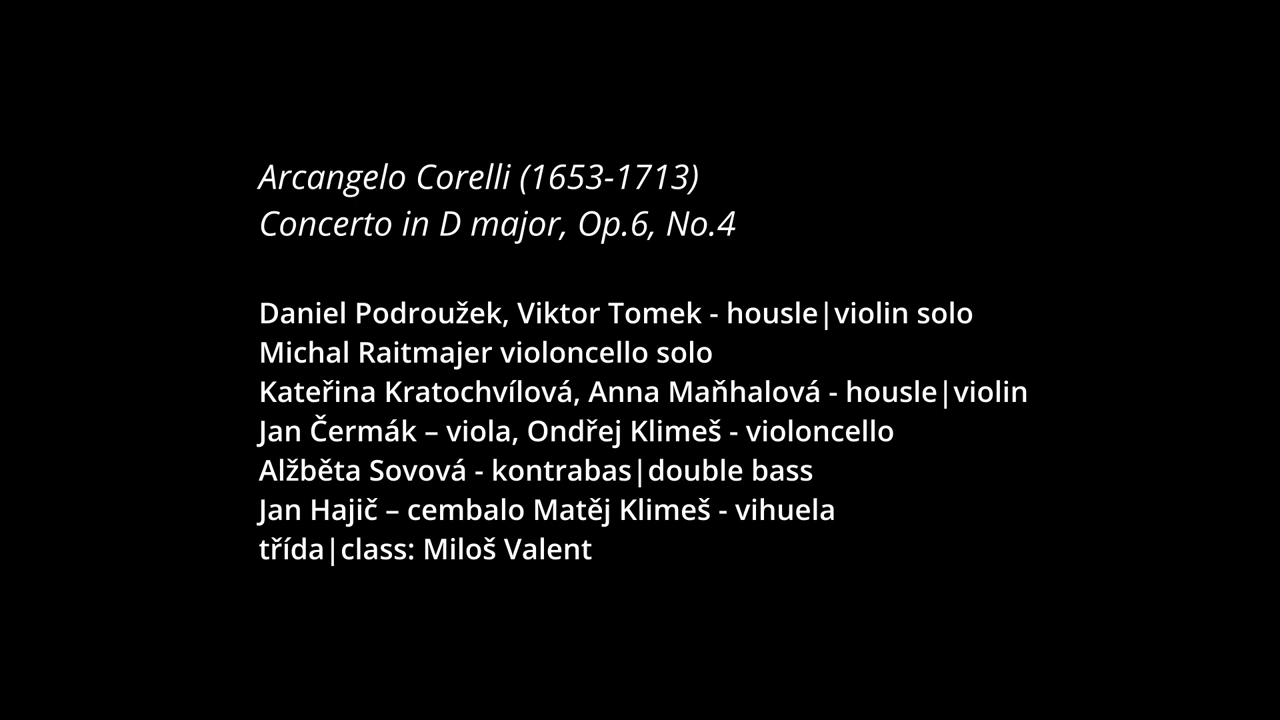 Arcangelo Corelli (1653-1713)
Concerto in D major, Op.6, No.4
Daniel Podroužek, Viktor Tomek - housle|violin solo
Michal Raitmajer violoncello solo
Kateřina Kratochvílová, Anna Maňhalová - housle|violin
Jan Čermák – viola, Ondřej Klimeš - violoncello
Alžběta Sovová - kontrabas|double bass
Jan Hajič – cembalo Matěj Klimeš - vihuela
třída|class: Miloš Valent